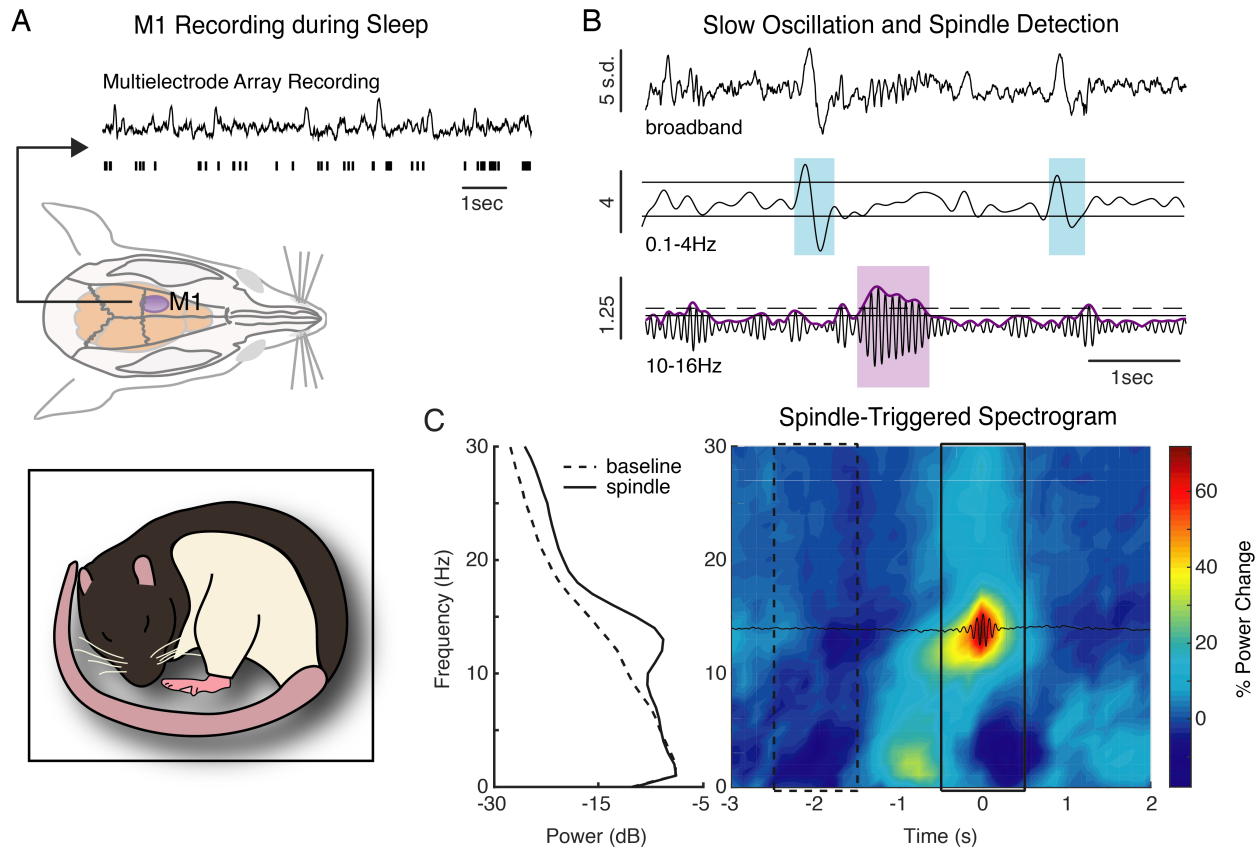 A
M1 Recording during Sleep
Multielectrode Array Recording
1sec
M1
B
Slow Oscillation and Spindle Detection
5 s.d.
broadband
4
0.1-4Hz
1.25
10-16Hz
1sec
C
Spindle-Triggered Spectrogram
baseline
spindle
Frequency (Hz)
30
20
10
0
-30
-15
-5
Power (dB)
30
20
10
0
-3
-2
-1
0
1
2
Time (s)
60
40
20
0
% Power Change